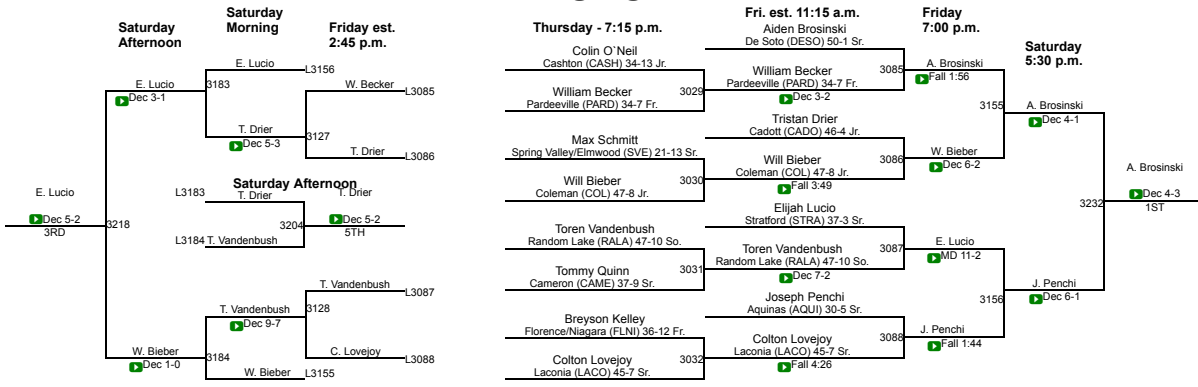 Saturday
Afternoon
Saturday
Morning
Friday est.
2:45 p.m.
E. Lucio
L3156
E. Lucio
Dec 3-1
3183
W. Becker
L3085
T. Drier
Dec 5-3
3127
T. Drier
L3086
E. Lucio
Dec 5-2
3RD
3218
Saturday Afternoon
L3183
T. Drier
T. Drier
3204
Dec 5-2
5TH
L3184
T. Vandenbush
T. Vandenbush
L3087
T. Vandenbush
Dec 9-7
3128
C. Lovejoy
L3088
W. Bieber
Dec 1-0
3184
W. Bieber
L3155
Thursday - 7:15 p.m.
Fri. est. 11:15 a.m.
Friday
7:00 p.m.
Saturday
5:30 p.m.
Aiden Brosinski
De Soto (DESO) 50-1 Sr.
Colin O`Neil
Cashton (CASH) 34-13 Jr.
3029
William Becker
Pardeeville (PARD) 34-7 Fr.
William Becker
Pardeeville (PARD) 34-7 Fr.
Dec 3-2
3085
A. Brosinski
Fall 1:56
3155
Tristan Drier
Cadott (CADO) 46-4 Jr.
Max Schmitt
Spring Valley/Elmwood (SVE) 21-13 Sr.
3030
Will Bieber
Coleman (COL) 47-8 Jr.
Will Bieber
Coleman (COL) 47-8 Jr.
Fall 3:49
3086
W. Bieber
Dec 6-2
A. Brosinski
Dec 4-1
A. Brosinski
Dec 4-3
1ST
3232
Elijah Lucio
Stratford (STRA) 37-3 Sr.
Toren Vandenbush
Random Lake (RALA) 47-10 So.
3031
Tommy Quinn
Cameron (CAME) 37-9 Sr.
Toren Vandenbush
Random Lake (RALA) 47-10 So.
Dec 7-2
3087
E. Lucio
MD 11-2
3156
Joseph Penchi
Aquinas (AQUI) 30-5 Sr.
Breyson Kelley
Florence/Niagara (FLNI) 36-12 Fr.
3032
Colton Lovejoy
Laconia (LACO) 45-7 Sr.
Colton Lovejoy
Laconia (LACO) 45-7 Sr.
Fall 4:26
3088
J. Penchi
Fall 1:44
J. Penchi
Dec 6-1